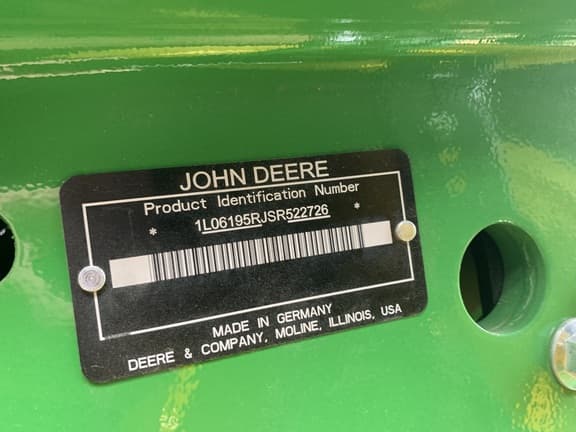 JOHN DEERE
Product Identification Number
* 1L06195RJSR522726 *
MADE IN GERMANY
DEERE & COMPANY, MOLINE, ILLINOIS, USA